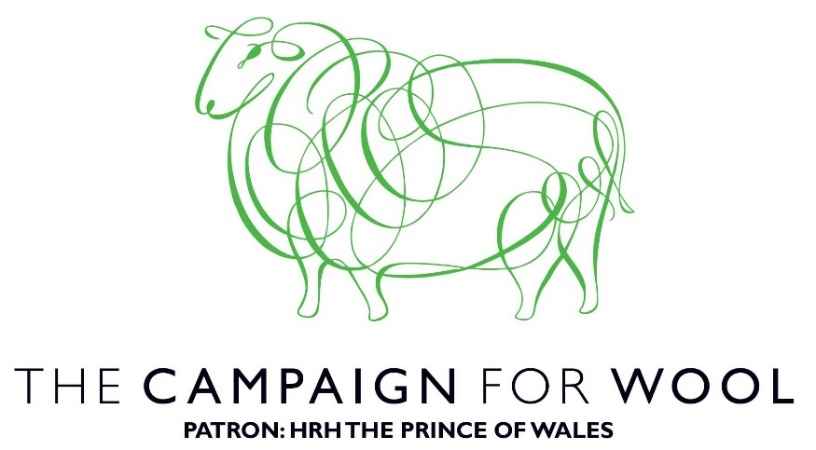 THE CAMPAIGN FOR WOOL
PATRON: HRH THE PRINCE OF WALES